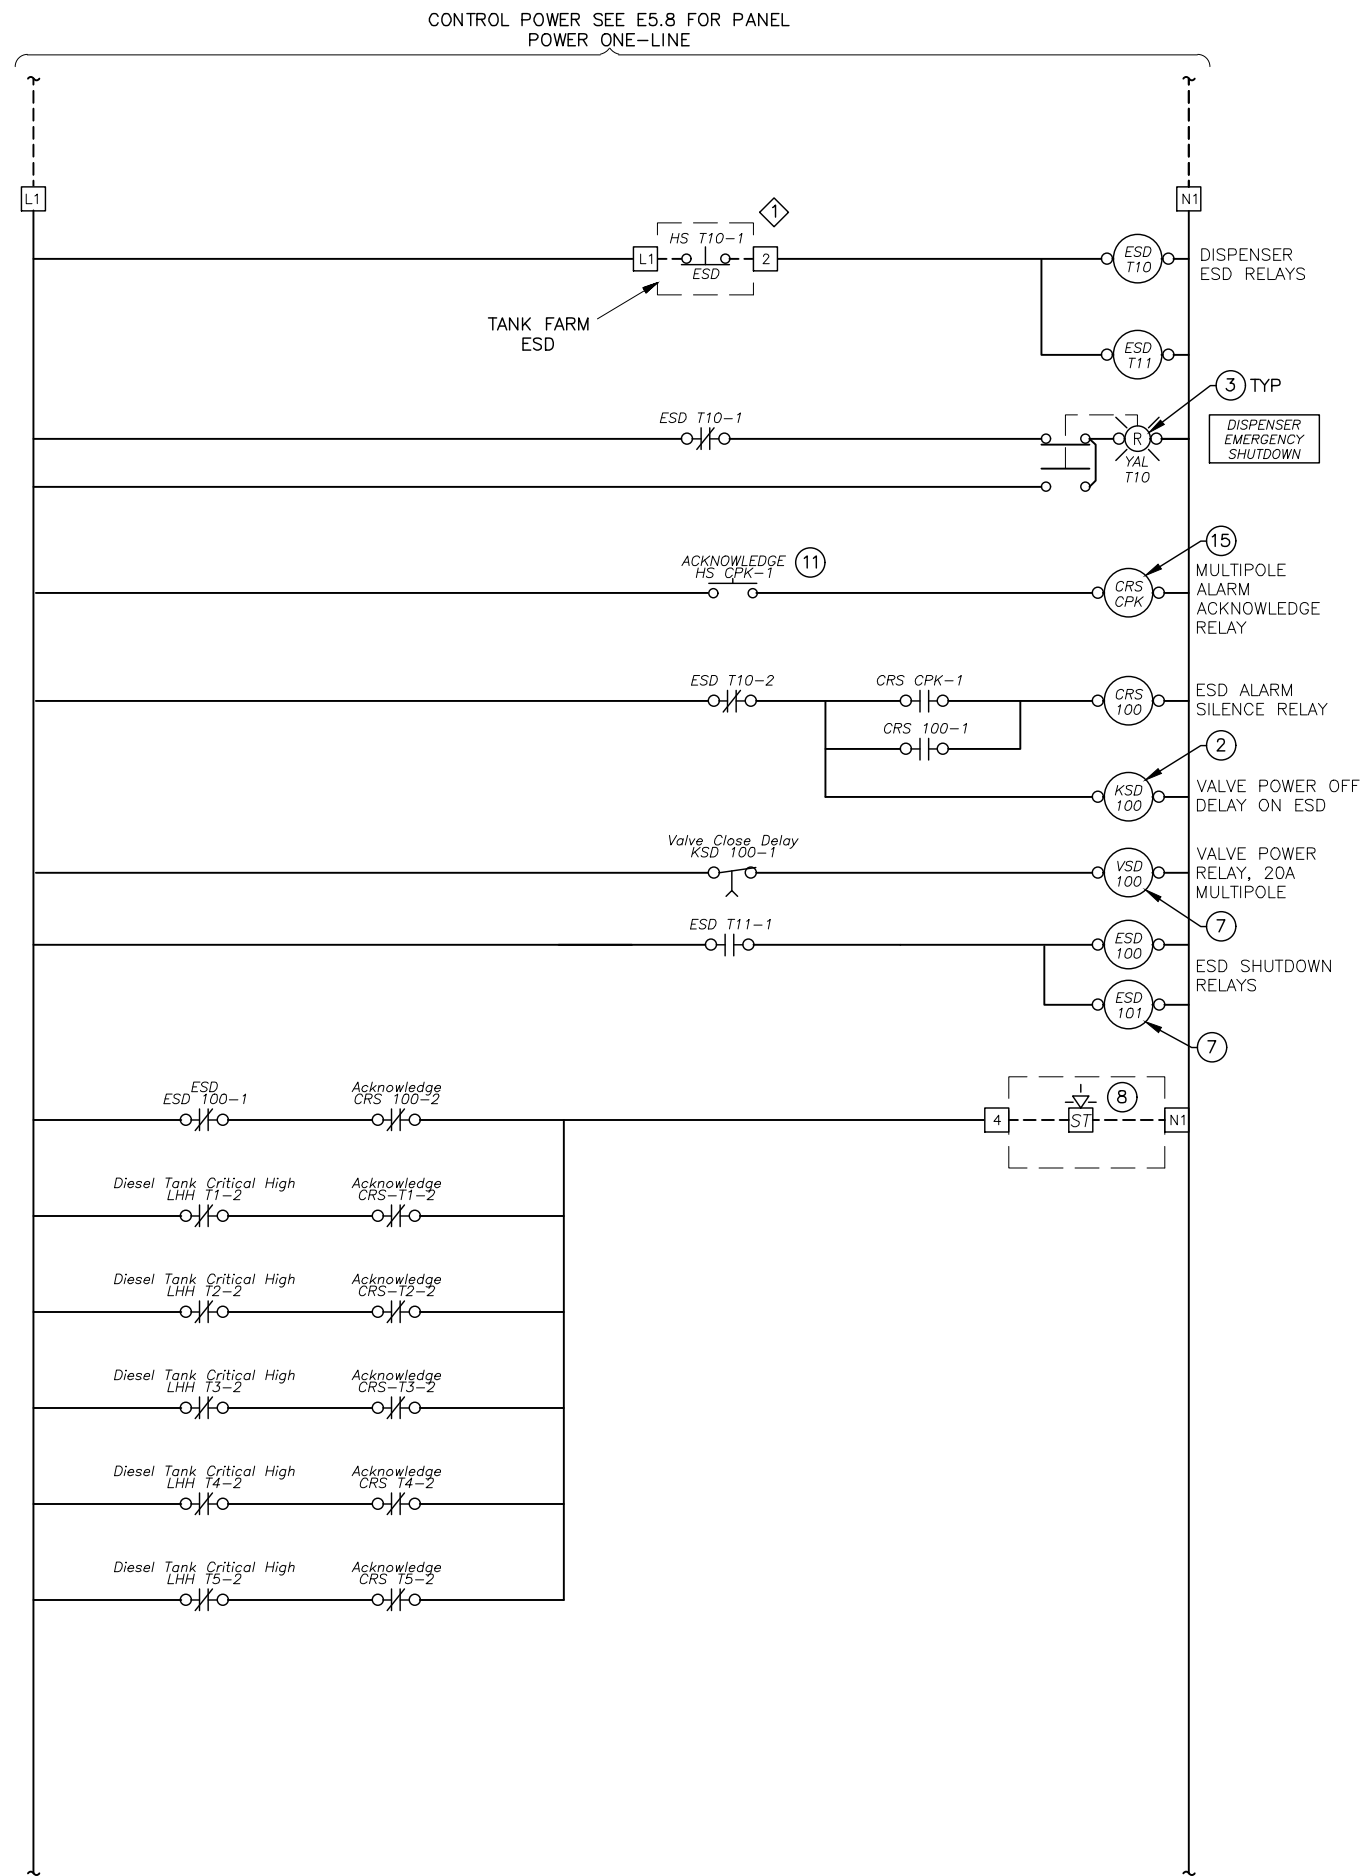 CONTROL POWER SEE E5.8 FOR PANEL
POWER ONE-LINE
L1
N1
1
HS T10-1
L1
2
ESD
TANK FARM
ESD
ESD
T10
DISPENSER
ESD RELAYS
ESD
T11
3 TYP
ESD T10-1
R
YAL
T10
DISPENSER
EMERGENCY
SHUTDOWN
ACKNOWLEDGE
HS CPK-1
11
15
CRS
CPK
MULTIPOLE
ALARM
ACKNOWLEDGE
RELAY
ESD T10-2
CRS CPK-1
CRS
100
ESD ALARM
SILENCE RELAY
CRS 100-1
2
KSD
100
VALVE POWER OFF
DELAY ON ESD
Valve Close Delay
KSD 100-1
VSD
100
VALVE POWER
RELAY, 20A
MULTIPOLE
7
ESD T11-1
ESD
100
ESD SHUTDOWN
RELAYS
ESD
101
7
ESD
ESD 100-1
Acknowledge
CRS 100-2
4
ST
8
N1
Diesel Tank Critical High
LHH T1-2
Acknowledge
CRS-T1-2
Diesel Tank Critical High
LHH T2-2
Acknowledge
CRS-T2-2
Diesel Tank Critical High
LHH T3-2
Acknowledge
CRS-T3-2
Diesel Tank Critical High
LHH T4-2
Acknowledge
CRS T4-2
Diesel Tank Critical High
LHH T5-2
Acknowledge
CRS T5-2